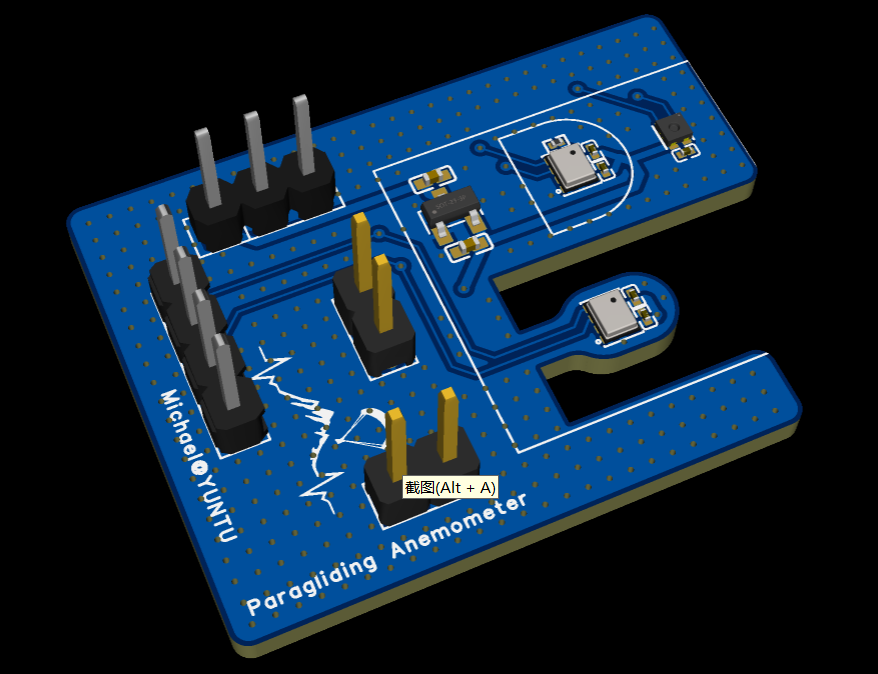 Michael@YUNTU
截图(Alt + A)
Paragliding Anemometer